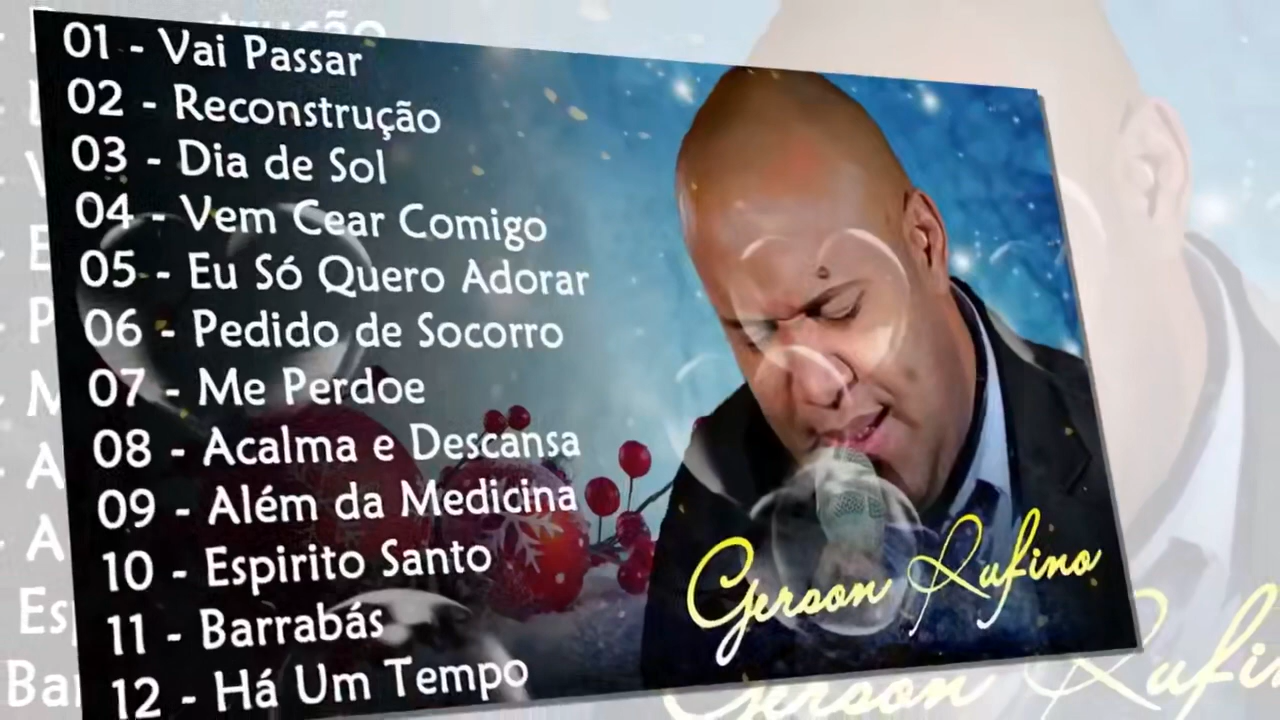 01 - Vai Passar
02 - Reconstrução
03 - Dia de Sol
04 - Vem Cear Comigo
05 - Eu Só Quero Adorar
06 - Pedido de Socorro
07 - Me Perdoe
08 - Acalma e Descansa
09 - Além da Medicina
10 - Espirito Santo
11 - Barrabás
12 - Há Um Tempo
Gerson Rufino